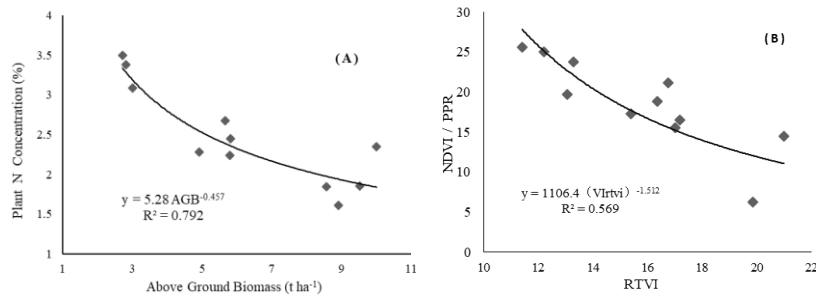 4
3.5
3
2.5
2
1.5
1
Plant N Concentration (%)
( A )
y = 5.28 AGB-0.457
R² = 0.792
1 3 5 7 9 11
Above Ground Biomass (t ha-1)
30
25
20
15
10
5
0
NDVI / PPR
( B )
y = 1106.4（VIrtvi）-1.512
R² = 0.569
10 12 14 16 18 20 22
RTVI